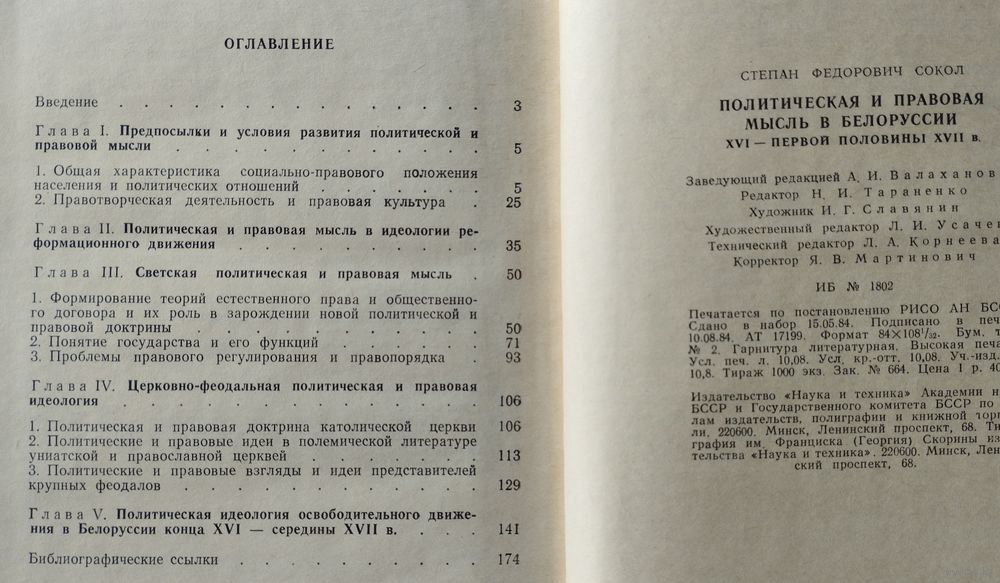 ОГЛАВЛЕНИЕ
Введение . . . . . . . . . . . . . . . . 3
Глава I. Предпосылки и условия развития политической и
правовой мысли . . . . . . . . . . . . . 5
1. Общая характеристика социально-правового положения
населения и политических отношений . . . . . . . 5
2. Правотворческая деятельность и правовая культура . 25
Глава II. Политическая и правовая мысль в идеологии ре-
формационного движения . . . . . . . . . . 35
Глава III. Светская политическая и правовая мысль . 50
1. Формирование теорий естественного права и общественно-
го договора и их роль в зарождении новой политической и
правовой доктрины . . . . . . . . . . . . 50
2. Понятие государства и его функций . . . . . . 71
3. Проблемы правового регулирования и правопорядка . 93
Глава IV. Церковно-феодальная политическая и правовая
идеология . . . . . . . . . . . . . . . 106
1. Политическая и правовая доктрина католической церкви 106
2. Политические и правовые идеи в полемической литературе
униатской и православной церквей . . . . . . . 113
3. Политические и правовые взгляды и идеи представителей
крупных феодалов . . . . . . . . . . . . 129
Глава V. Политическая идеология освободительного движе-
ния в Белоруссии конца XVI — середины XVII в. . . . 141
Библиографические ссылки . . . . . . . . . 174
СТЕПАН ФЕДОРОВИЧ СОКОЛ
ПОЛИТИЧЕСКАЯ И ПРАВОВАЯ
МЫСЛЬ В БЕЛОРУССИИ
XVI — ПЕРВОЙ ПОЛОВИНЫ XVII в.
Заведующий редакцией А. И. Валаханов
Редактор Н. И. Тараненко
Художник И. Г. Славянин
Художественный редактор Л. И. Усачев
Технический редактор Л. А. Корнеева
Корректор Я. В. Мартинович
ИБ № 1802
Печатается по постановлению РИСО АН БСС
Сдано в набор 15.05.84. Подписано в печ
10.08.84. АТ 17199. Формат 84×108¹/₃₂. Бум. т
№ 2. Гарнитура литературная. Высокая печа
Усл. печ. л. 10,08. Усл. кр.-отт. 10,08. Уч.-изд.
10,8. Тираж 1000 экз. Зак. № 664. Цена 1 р. 40
Издательство «Наука и техника» Академии н
БССР и Государственного комитета БССР по
лам издательств, полиграфии и книжной торг
ли. 220600. Минск, Ленинский проспект, 68. Ти
графия им. Франциска (Георгия) Скорины из
тельства «Наука и техника». 220600. Минск, Лен
ский проспект, 68.